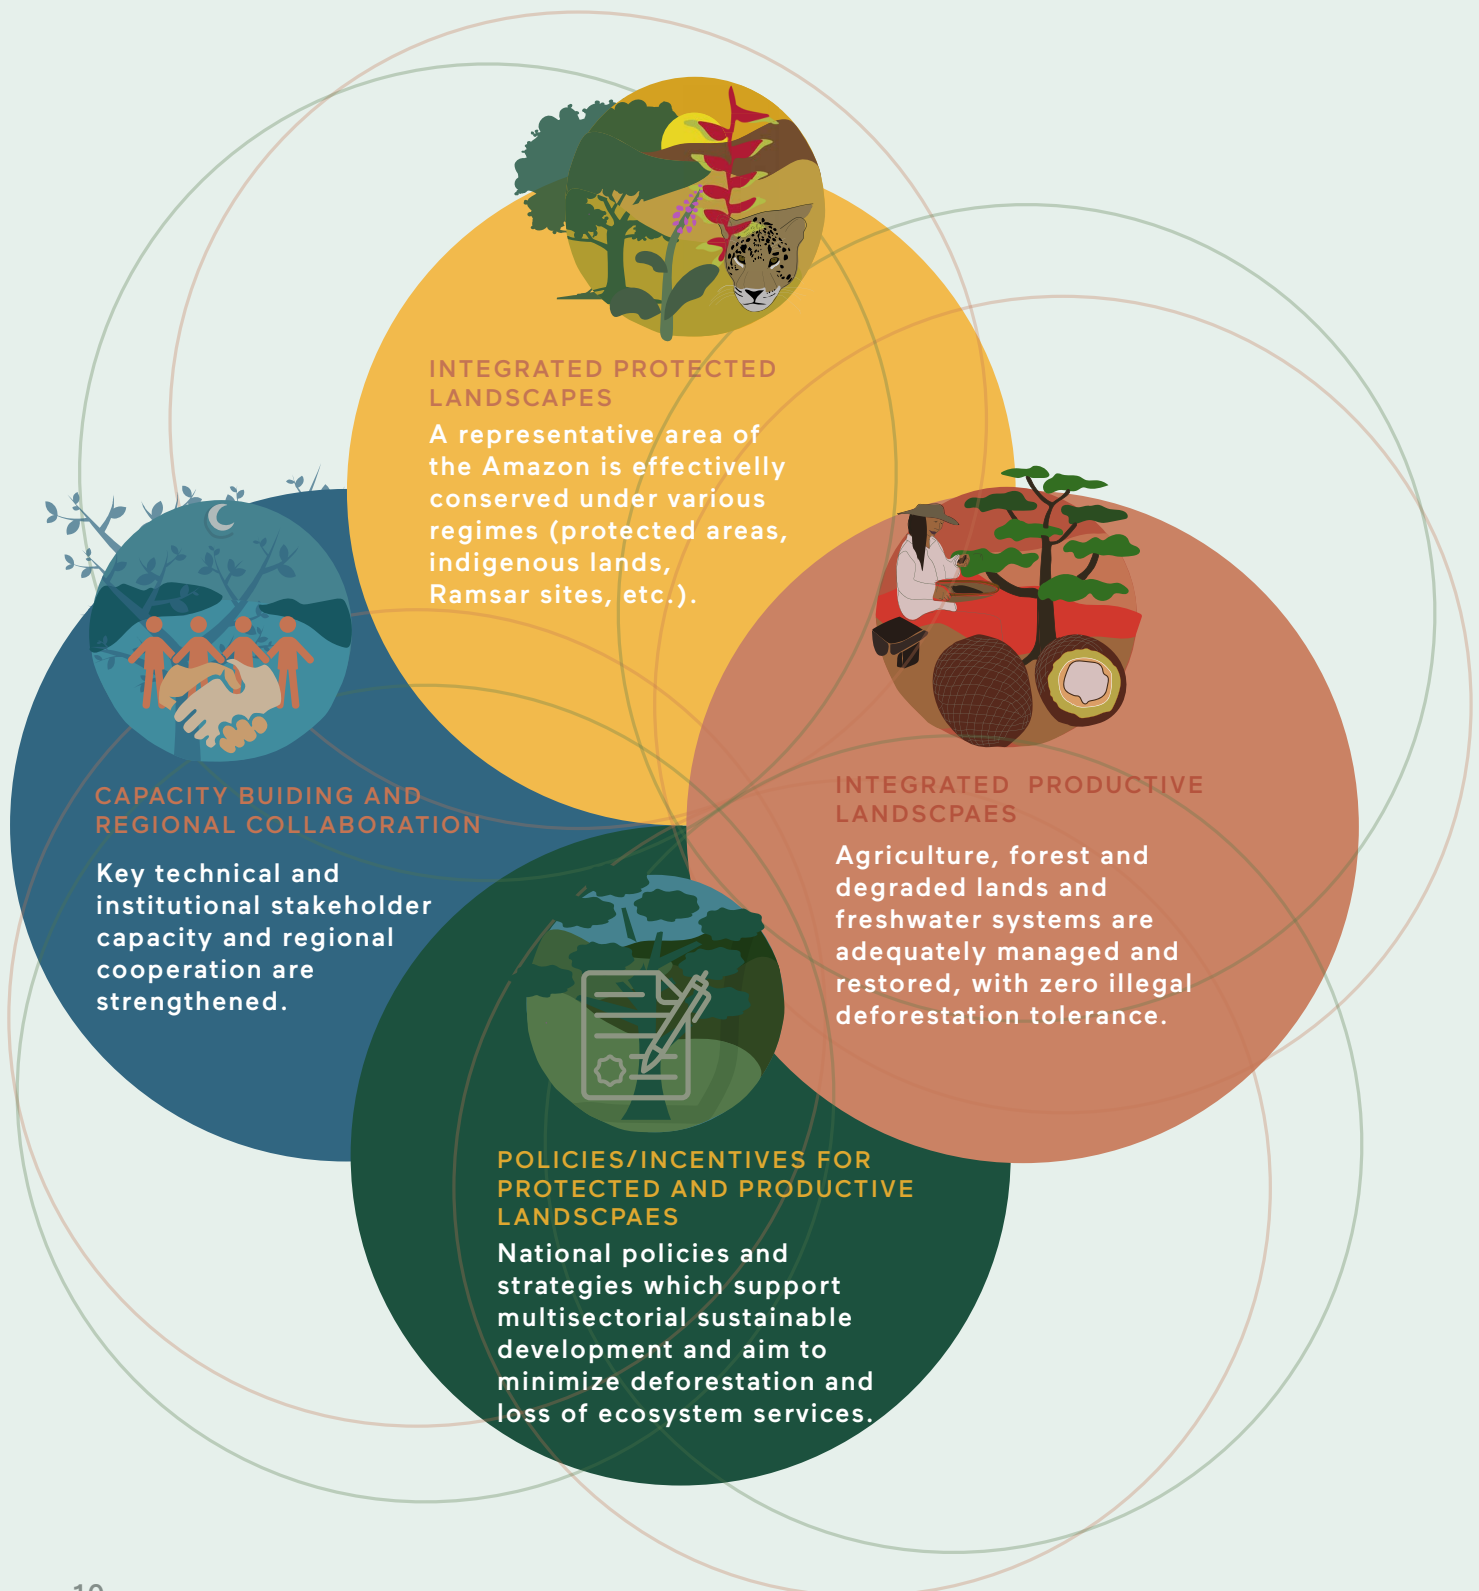 INTEGRATED PROTECTED
LANDSCAPES
A representative area of
the Amazon is effectivelly
conserved under various
regimes (protected areas,
indigenous lands,
Ramsar sites, etc.).
CAPACITY BUIDING AND
REGIONAL COLLABORATION
Key technical and
institutional stakeholder
capacity and regional
cooperation are
strengthened.
INTEGRATED PRODUCTIVE
LANDSCPAES
Agriculture, forest and
degraded lands and
freshwater systems are
adequately managed and
restored, with zero illegal
deforestation tolerance.
POLICIES/INCENTIVES FOR
PROTECTED AND PRODUCTIVE
LANDSCPAES
National policies and
strategies which support
multisectorial sustainable
development and aim to
minimize deforestation and
loss of ecosystem services.